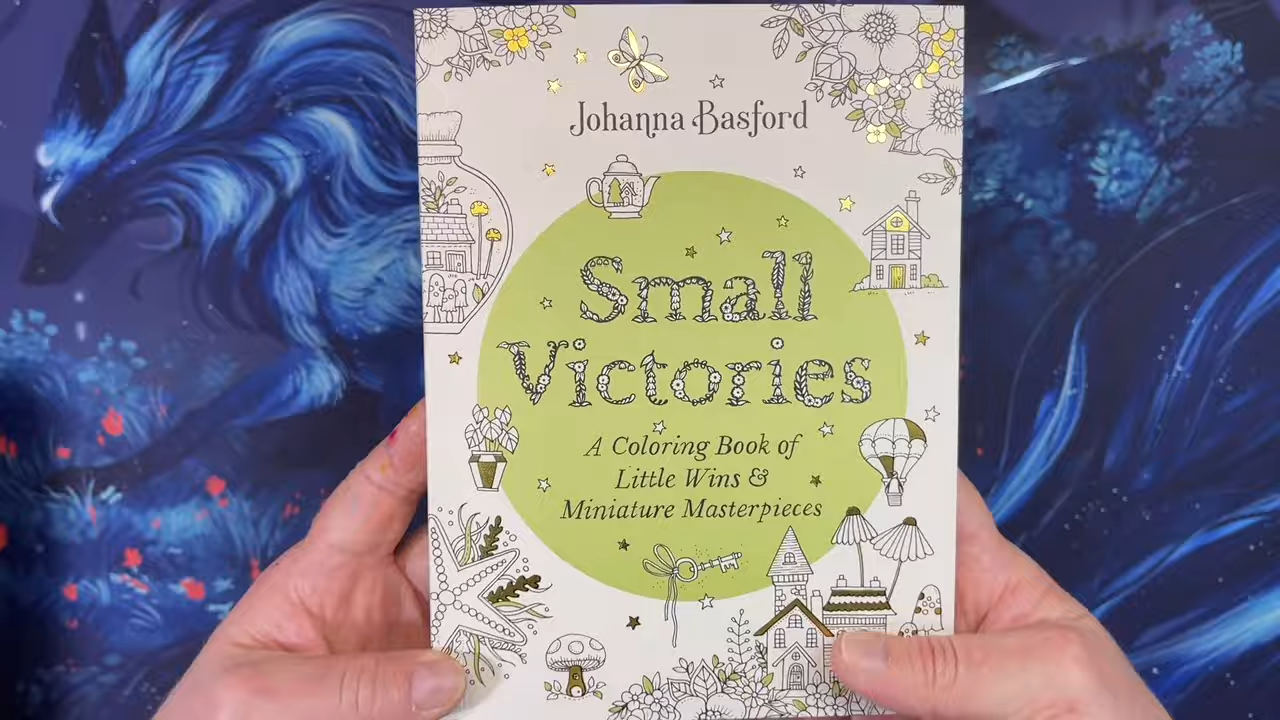 Johanna Basford
Small
Victories
A Coloring Book of
Little Wins &
Miniature Masterpieces